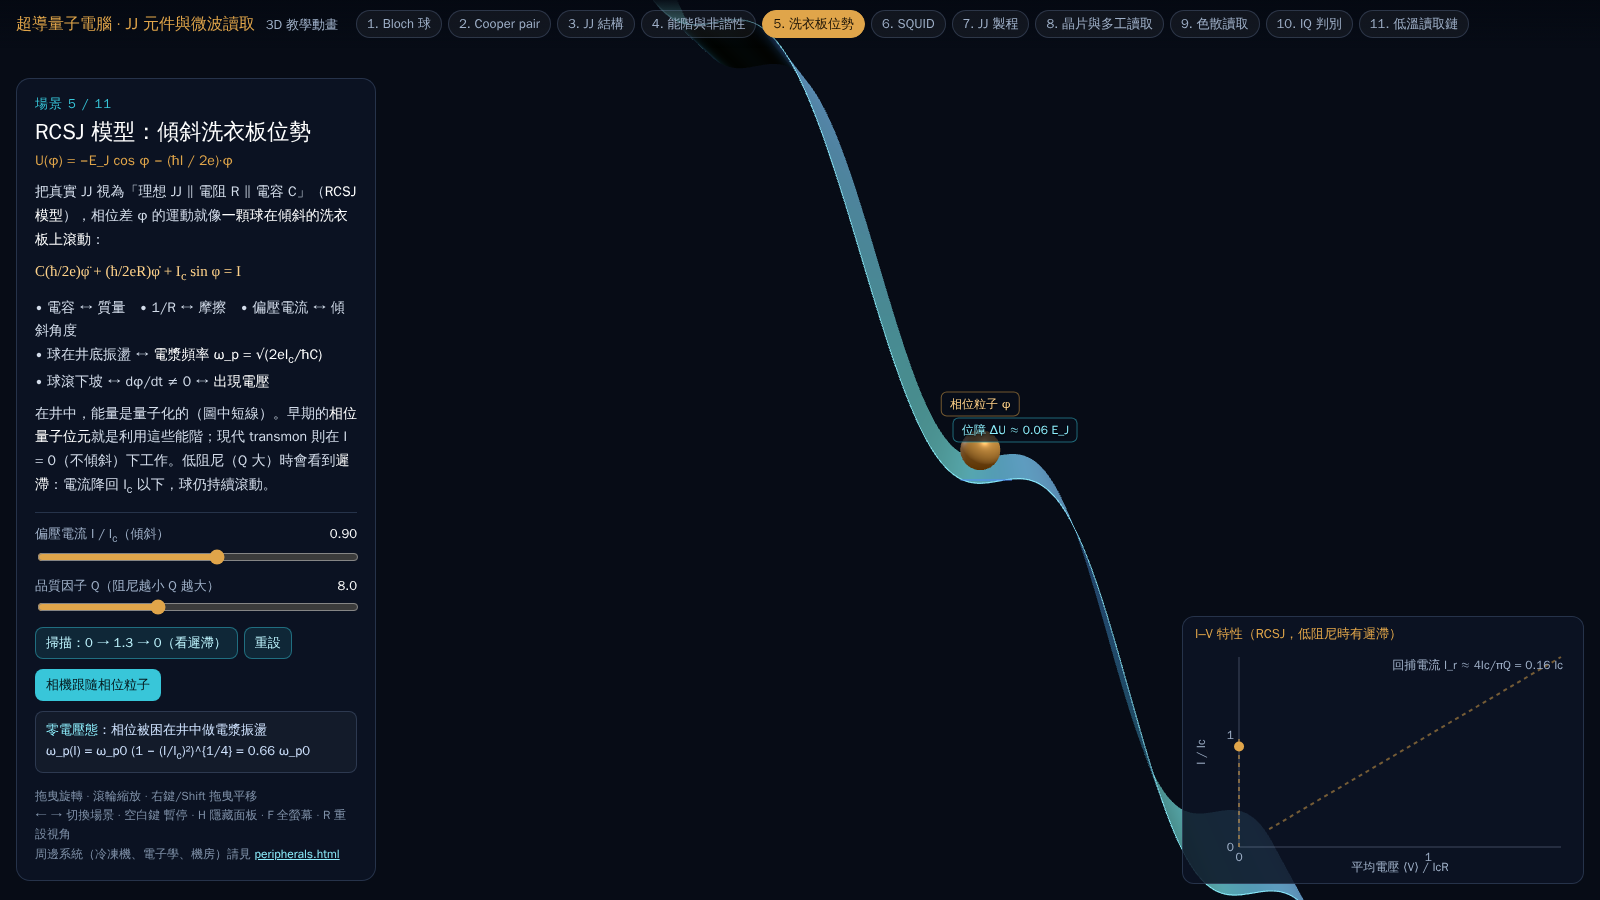 超導量子電腦 · JJ 元件與微波讀取 3D 教學動畫
1. Bloch 球
2. Cooper pair
3. JJ 結構
4. 能階與非諧性
5. 洗衣板位勢
6. SQUID
7. JJ 製程
8. 晶片與多工讀取
9. 色散讀取
10. IQ 判別
11. 低溫讀取鏈
場景 5 / 11
RCSJ 模型：傾斜洗衣板位勢
U(φ) = −E_J cos φ − (ħI / 2e)·φ
把真實 JJ 視為「理想 JJ ∥ 電阻 R ∥ 電容 C」（RCSJ
模型），相位差 φ 的運動就像一顆球在傾斜的洗衣
板上滾動：
C(ħ/2e)φ̈ + (ħ/2eR)φ̇ + Ic sin φ = I
• 電容 ↔ 質量 • 1/R ↔ 摩擦 • 偏壓電流 ↔ 傾
斜角度
• 球在井底振盪 ↔ 電漿頻率 ω_p = √(2eIc/ħC)
• 球滾下坡 ↔ dφ/dt ≠ 0 ↔ 出現電壓
在井中，能量是量子化的（圖中短線）。早期的相位
量子位元就是利用這些能階；現代 transmon 則在 I
= 0（不傾斜）下工作。低阻尼（Q 大）時會看到遲
滯：電流降回 Ic 以下，球仍持續滾動。
偏壓電流 I / Ic（傾斜） 0.90
品質因子 Q（阻尼越小 Q 越大） 8.0
掃描：0 → 1.3 → 0（看遲滯） 重設
相機跟隨相位粒子
零電壓態：相位被困在井中做電漿振盪
ω_p(I) = ω_p0 (1 − (I/Ic)²)^{1/4} = 0.66 ω_p0
拖曳旋轉 · 滾輪縮放 · 右鍵/Shift 拖曳平移
← → 切換場景 · 空白鍵 暫停 · H 隱藏面板 · F 全螢幕 · R 重
設視角
周邊系統（冷凍機、電子學、機房）請見 peripherals.html
相位粒子 φ
位障 ΔU ≈ 0.06 E_J
I–V 特性（RCSJ，低阻尼時有遲滯）
回捕電流 I_r ≈ 4Ic/πQ = 0.16 Ic
1
I / Ic
0
0
1
平均電壓 ⟨V⟩ / IcR